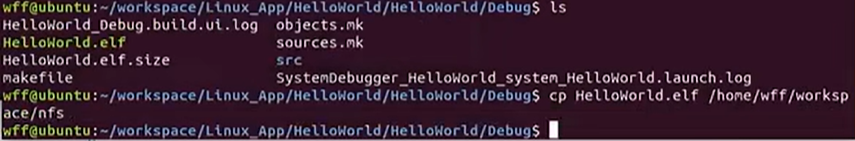 wff@ubuntu:~/workspace/Linux_App/HelloWorld/HelloWorld/Debug$ ls
HelloWorld_Debug.build.ui.log  objects.mk
HelloWorld.elf                 sources.mk
HelloWorld.elf.size            src
makefile                       SystemDebugger_HelloWorld_system_HelloWorld.launch.log
wff@ubuntu:~/workspace/Linux_App/HelloWorld/HelloWorld/Debug$ cp HelloWorld.elf /home/wff/worksp
ace/nfs
wff@ubuntu:~/workspace/Linux_App/HelloWorld/HelloWorld/Debug$